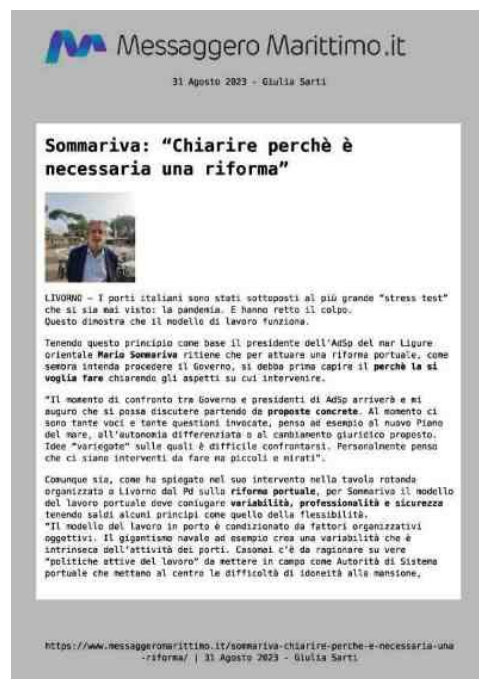 Messaggero Marittimo.it
31 Agosto 2023 - Giulia Sarti
Sommariva: “Chiarire perchè è
necessaria una riforma”
LIVORNO – I porti italiani sono stati sottoposti al più grande “stress test”
che si sia mai visto: la pandemia. E hanno retto il colpo.
Questo dimostra che il modello di lavoro funziona.
Tenendo questo principio come base il presidente dell'AdSp del mar Ligure
orientale Mario Sommariva ritiene che per attuare una riforma portuale, come
sembra intenda procedere il Governo, si debba prima capire il perchè la si
voglia fare chiarendo gli aspetti su cui intervenire.
“Il momento di confronto tra Governo e presidenti di AdSp arriverà e mi
auguro che si possa discutere partendo da proposte concrete. Al momento ci
sono tante voci e tante questioni invocate, penso ad esempio al nuovo Piano
del mare, all'autonomia differenziata o al cambiamento giuridico proposto.
Idee “variegate” sulle quali è difficile confrontarsi. Personalmente penso
che ci siano interventi da fare ma piccoli e mirati”.
Comunque sia, come ha spiegato nel suo intervento nella tavola rotonda
organizzata a Livorno dal Pd sulla riforma portuale, per Sommariva il modello
del lavoro portuale deve coniugare variabilità, professionalità e sicurezza
tenendo saldi alcuni principi come quello della flessibilità.
“Il modello del lavoro in porto è condizionato da fattori organizzativi
oggettivi. Il gigantismo navale ad esempio crea una variabilità che è
intrinseca dell'attività dei porti. Casomai c'è da ragionare su vere
“politiche attive del lavoro” da mettere in campo come Autorità di Sistema
portuale che mettano al centro le difficoltà di idoneità alla mansione,
https://www.messaggeromarittimo.it/sommariva-chiarire-perche-e-necessaria-una
-riforma/ | 31 Agosto 2023 - Giulia Sarti